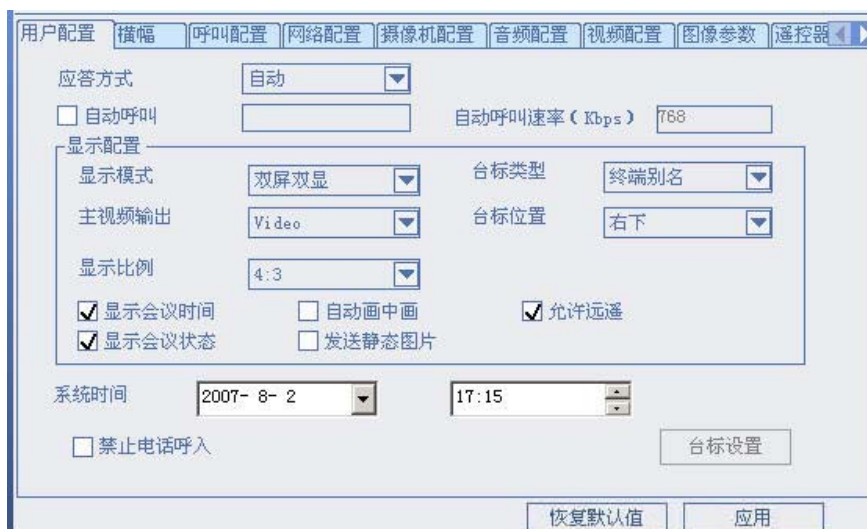 用户配置 横幅 呼叫配置 网络配置 摄像机配置 音频配置 视频配置 图像参数 遥控器
应答方式 自动
自动呼叫 自动呼叫速率(Kbps) 768
显示配置
显示模式 双屏双显 台标类型 终端别名
主视频输出 Video 台标位置 右下
显示比例 4:3
显示会议时间 自动画中画 允许远遥
显示会议状态 发送静态图片
系统时间 2007- 8- 2 17:15
禁止电话呼入 台标设置
恢复默认值 应用